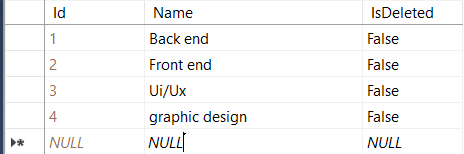 Id Name IsDeleted
1 Back end False
2 Front end False
3 Ui/Ux False
4 graphic design False
NULL NULL NULL